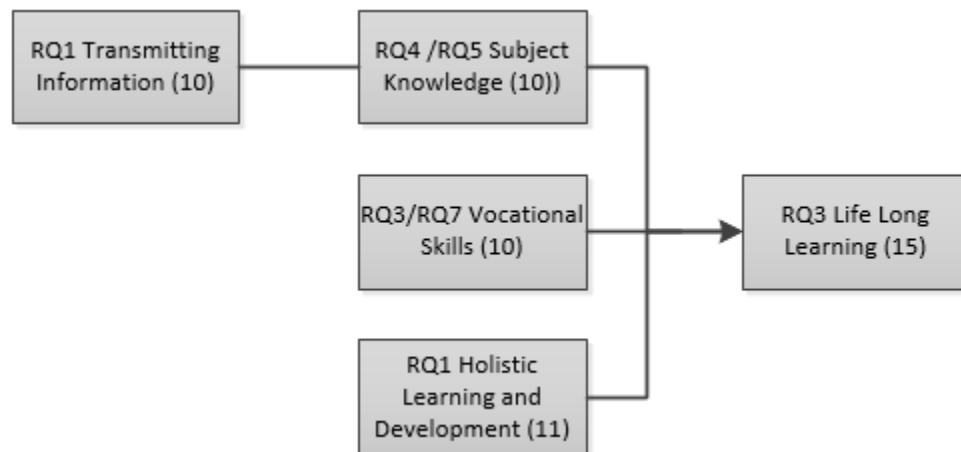 RQ1 Transmitting
Information (10)
RQ4 /RQ5 Subject
Knowledge (10))
RQ3/RQ7 Vocational
Skills (10)
RQ3 Life Long
Learning (15)
RQ1 Holistic
Learning and
Development (11)